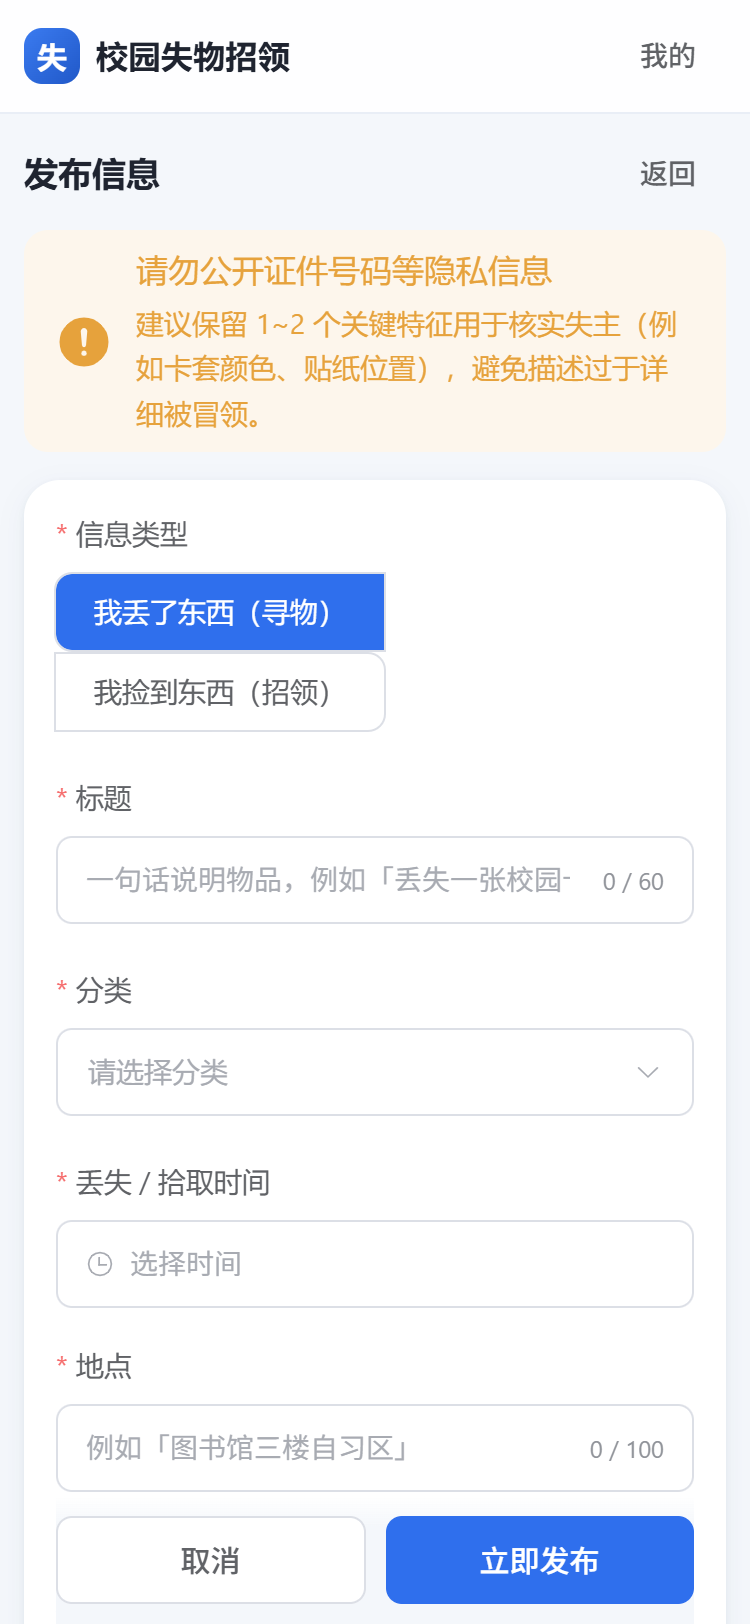 失 校园失物招领 我的
发布信息 返回
请勿公开证件号码等隐私信息
建议保留 1~2 个关键特征用于核实失主（例
如卡套颜色、贴纸位置），避免描述过于详
细被冒领。
* 信息类型
我丢了东西（寻物）
我捡到东西（招领）
* 标题
一句话说明物品，例如「丢失一张校园 0 / 60
* 分类
请选择分类
* 丢失 / 拾取时间
选择时间
* 地点
例如「图书馆三楼自习区」 0 / 100
取消 立即发布